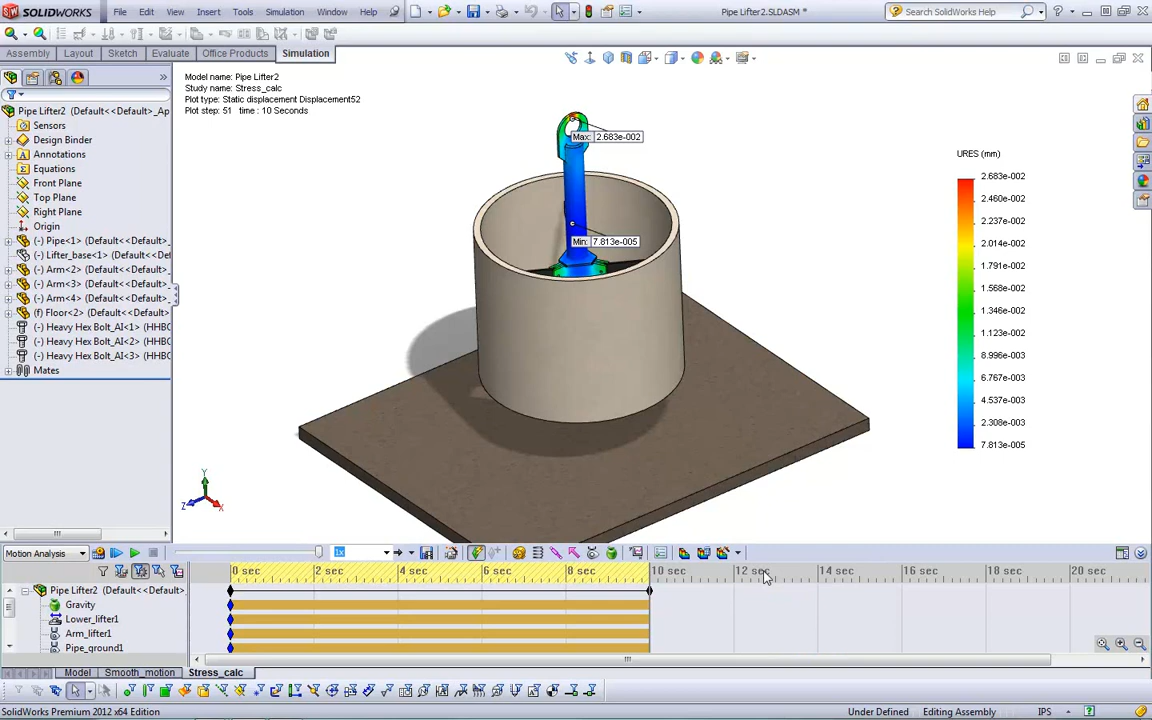 SOLIDWORKS
File
Edit
View
Insert
Tools
Simulation
Window
Help
Pipe Lifter2.SLDASM *
Search SolidWorks Help
Assembly
Layout
Sketch
Evaluate
Office Products
Simulation
Pipe Lifter2 (Default<<Default>_Ap
Sensors
Design Binder
Annotations
Equations
Front Plane
Top Plane
Right Plane
Origin
(-) Pipe<1> (Default<<Default>_
(-) Lifter_base<1> (Default<<De
(-) Arm<2> (Default<<Default>_
(-) Arm<3> (Default<<Default>_
(-) Arm<4> (Default<<Default>_
(f) Floor<2> (Default<<Default>
(-) Heavy Hex Bolt_AI<1> (HHBC
(-) Heavy Hex Bolt_AI<2> (HHBC
(-) Heavy Hex Bolt_AI<3> (HHBC
Mates
Model name: Pipe Lifter2
Study name: Stress_calc
Plot type: Static displacement Displacement52
Plot step: 51   time : 10 Seconds
Max: 2.683e-002
Min: 7.813e-005
URES (mm)
2.683e-002
2.460e-002
2.237e-002
2.014e-002
1.791e-002
1.568e-002
1.346e-002
1.123e-002
8.996e-003
6.767e-003
4.537e-003
2.308e-003
7.813e-005
Y
Z
X
Motion Analysis
1x
0 sec
2 sec
4 sec
6 sec
8 sec
10 sec
12 sec
14 sec
16 sec
18 sec
20 sec
Pipe Lifter2 (Default<<Default>
Gravity
Lower_lifter1
Arm_lifter1
Pipe_ground1
Model
Smooth_motion
Stress_calc
SolidWorks Premium 2012 x64 Edition
Under Defined
Editing Assembly
IPS